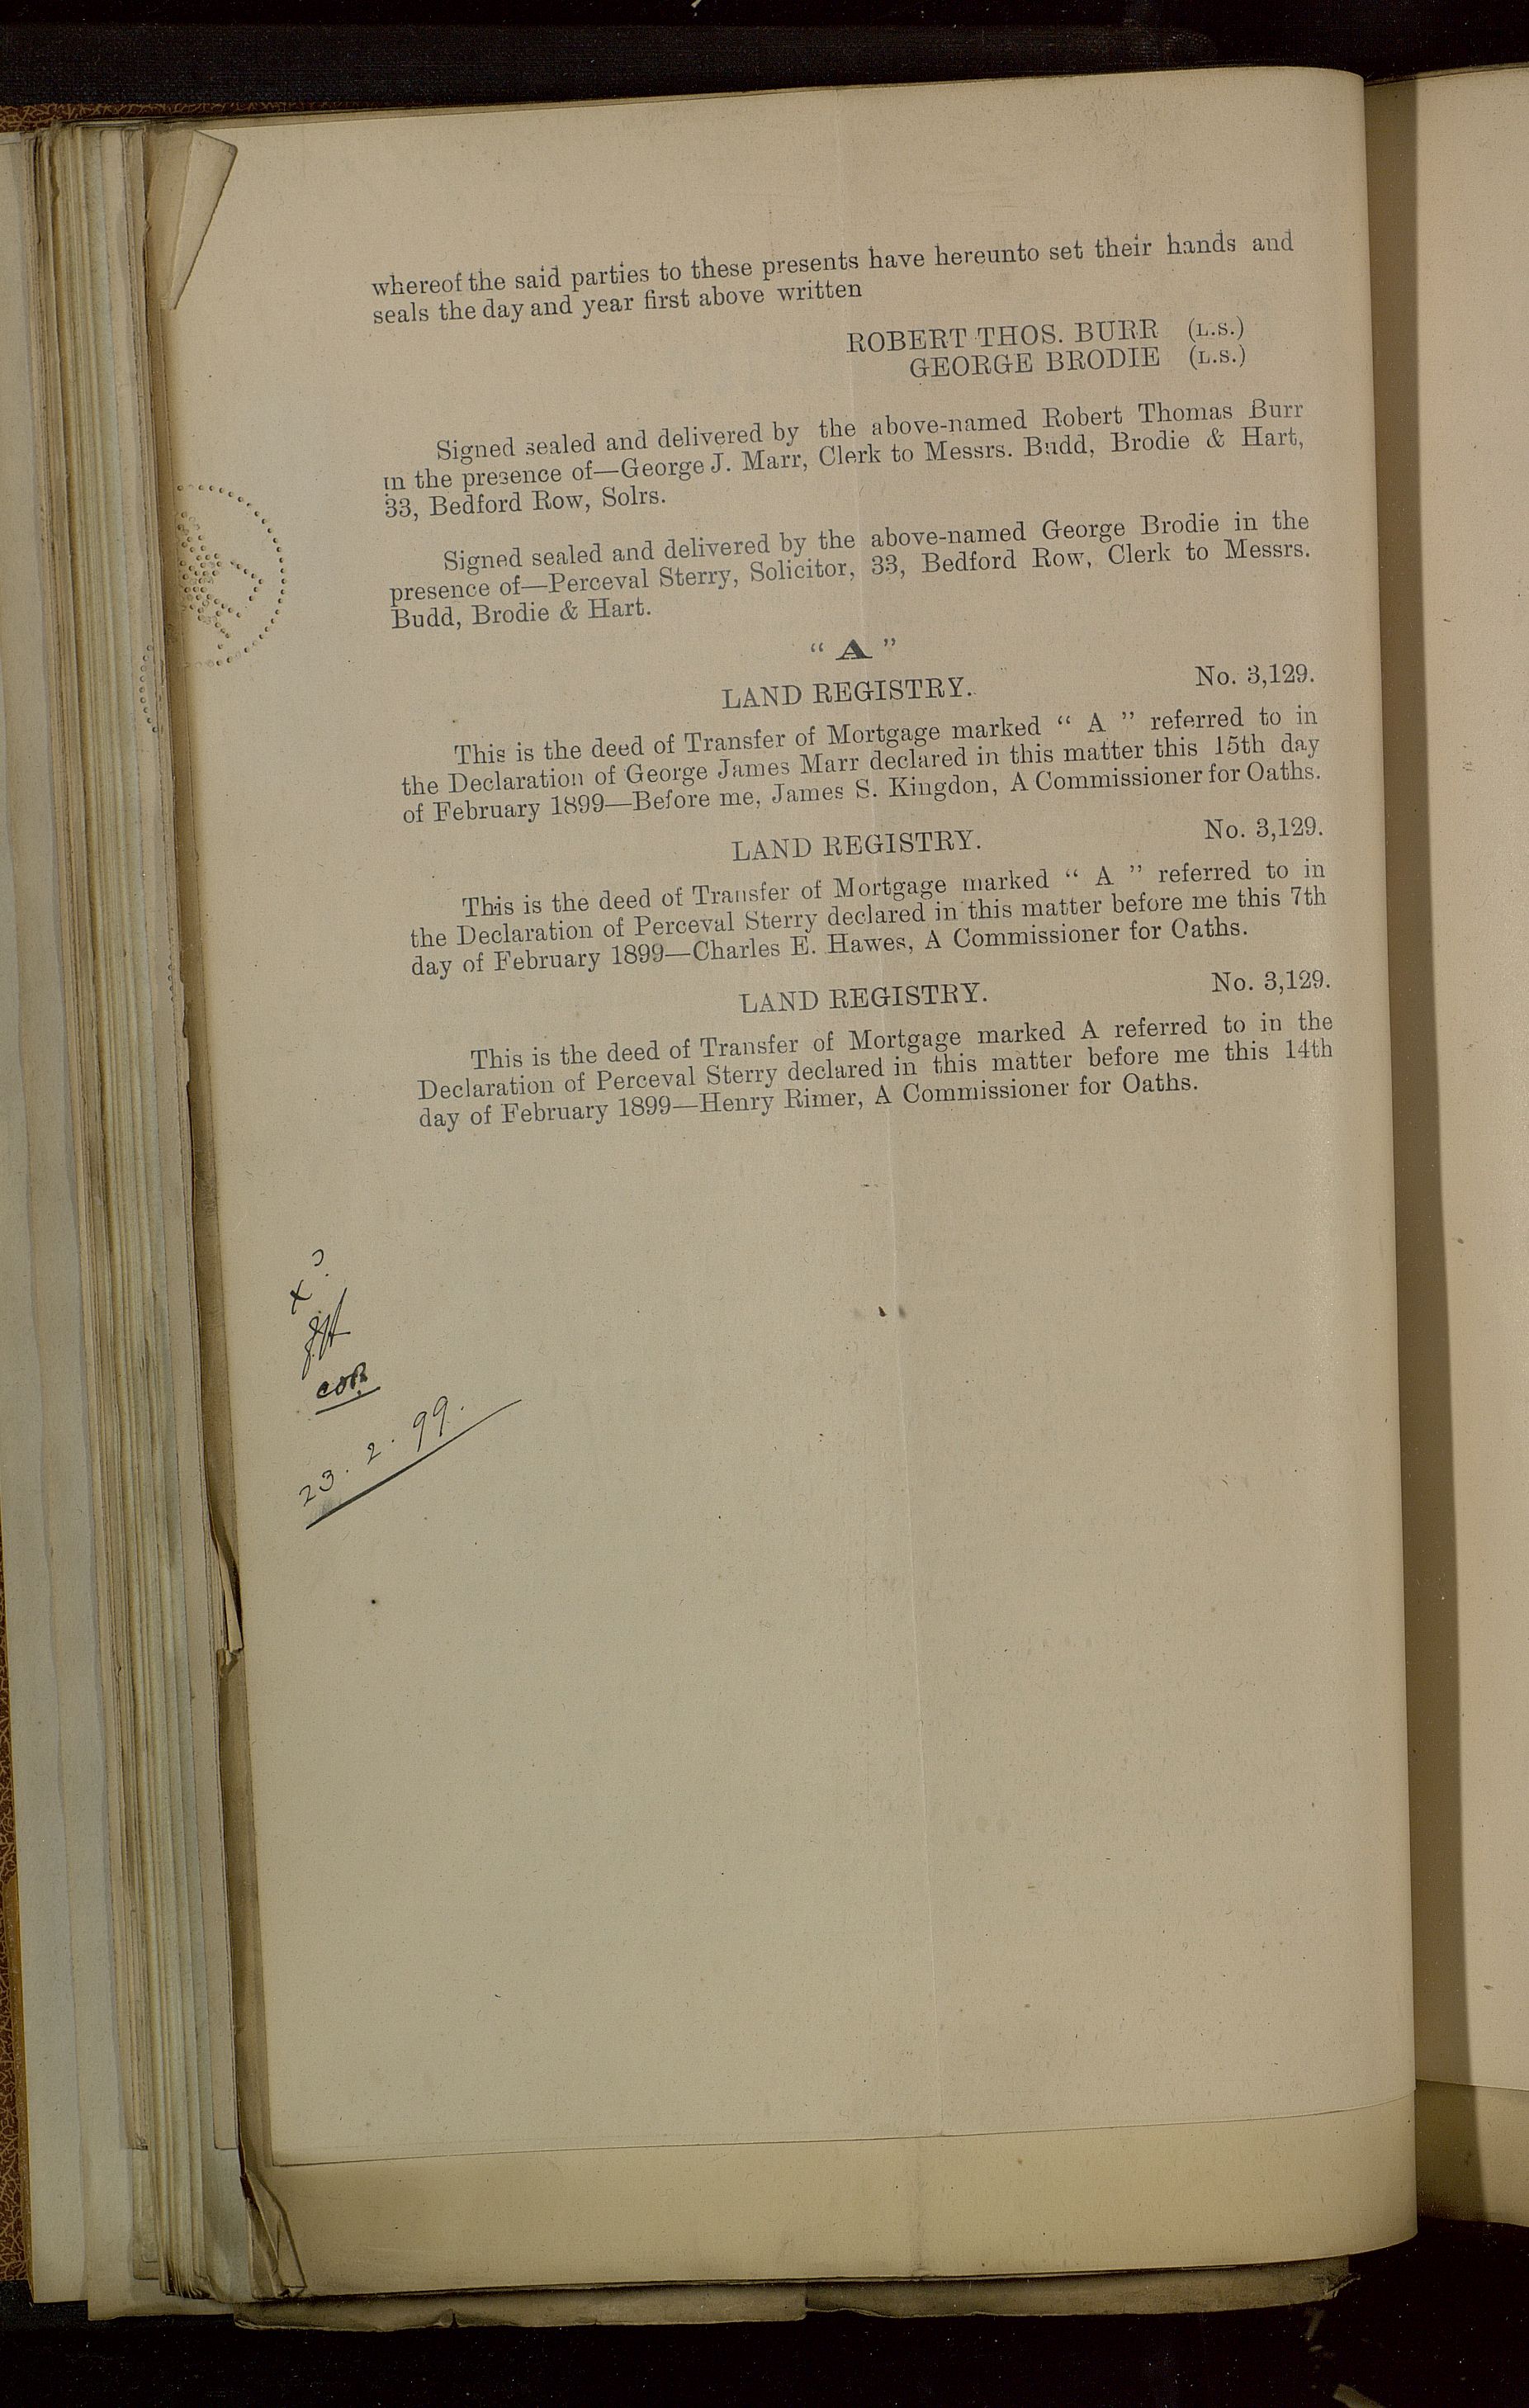 whereof the said parties to these presents have hereunto set their hands and
seals the day and year first above written
ROBERT THOS. BURR (L.S.)
GEORGE BRODIE (L.S.)
Signed sealed and delivered by the above-named Robert Thomas Burr
in the presence of—George J. Marr, Clerk to Messrs. Budd, Brodie & Hart,
33, Bedford Row, Solrs.
Signed sealed and delivered by the above-named George Brodie in the
presence of—Perceval Sterry, Solicitor, 33, Bedford Row, Clerk to Messrs.
Budd, Brodie & Hart.
“ A ”
LAND REGISTRY. No. 3,129.
This is the deed of Transfer of Mortgage marked “ A ” referred to in
the Declaration of George James Marr declared in this matter this 15th day
of February 1899—Before me, James S. Kingdon, A Commissioner for Oaths.
LAND REGISTRY. No. 3,129.
This is the deed of Transfer of Mortgage marked “ A ” referred to in
the Declaration of Perceval Sterry declared in this matter before me this 7th
day of February 1899—Charles E. Hawes, A Commissioner for Oaths.
LAND REGISTRY. No. 3,129.
This is the deed of Transfer of Mortgage marked A referred to in the
Declaration of Perceval Sterry declared in this matter before me this 14th
day of February 1899—Henry Rimer, A Commissioner for Oaths.
23. 2. 99.